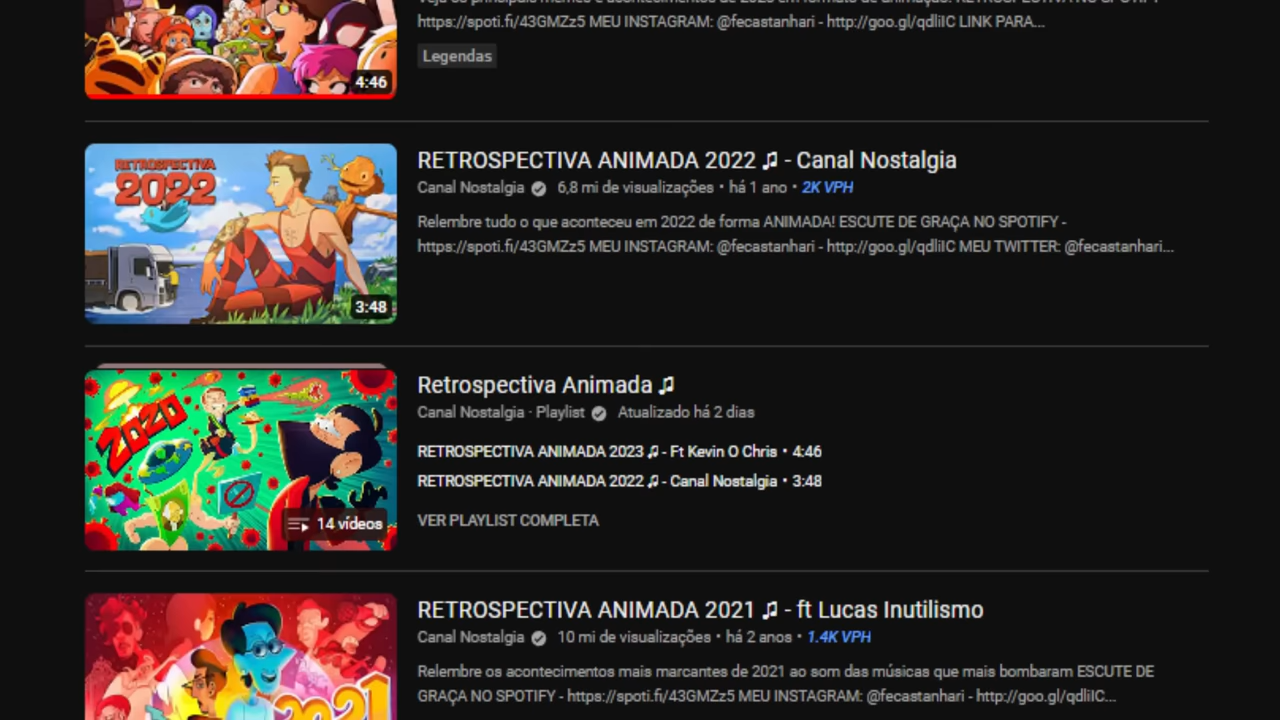 https://spoti.fi/43GMZz5 MEU INSTAGRAM: @fecastanhari - http://goo.gl/qdliIC LINK PARA...
Legendas
4:46
RETROSPECTIVA
2022
3:48
RETROSPECTIVA ANIMADA 2022 🎵 - Canal Nostalgia
Canal Nostalgia 6,8 mi de visualizações • há 1 ano • 2K VPH
Relembre tudo o que aconteceu em 2022 de forma ANIMADA! ESCUTE DE GRAÇA NO SPOTIFY -
https://spoti.fi/43GMZz5 MEU INSTAGRAM: @fecastanhari - http://goo.gl/qdliIC MEU TWITTER: @fecastanhari...
2020
14 vídeos
Retrospectiva Animada 🎵
Canal Nostalgia · Playlist Atualizado há 2 dias
RETROSPECTIVA ANIMADA 2023 🎵 - Ft Kevin O Chris • 4:46
RETROSPECTIVA ANIMADA 2022 🎵 - Canal Nostalgia • 3:48
VER PLAYLIST COMPLETA
2021
RETROSPECTIVA ANIMADA 2021 🎵 - ft Lucas Inutilismo
Canal Nostalgia 10 mi de visualizações • há 2 anos • 1.4K VPH
Relembre os acontecimentos mais marcantes de 2021 ao som das músicas que mais bombaram ESCUTE DE
GRAÇA NO SPOTIFY - https://spoti.fi/43GMZz5 MEU INSTAGRAM: @fecastanhari - http://goo.gl/qdliIC...